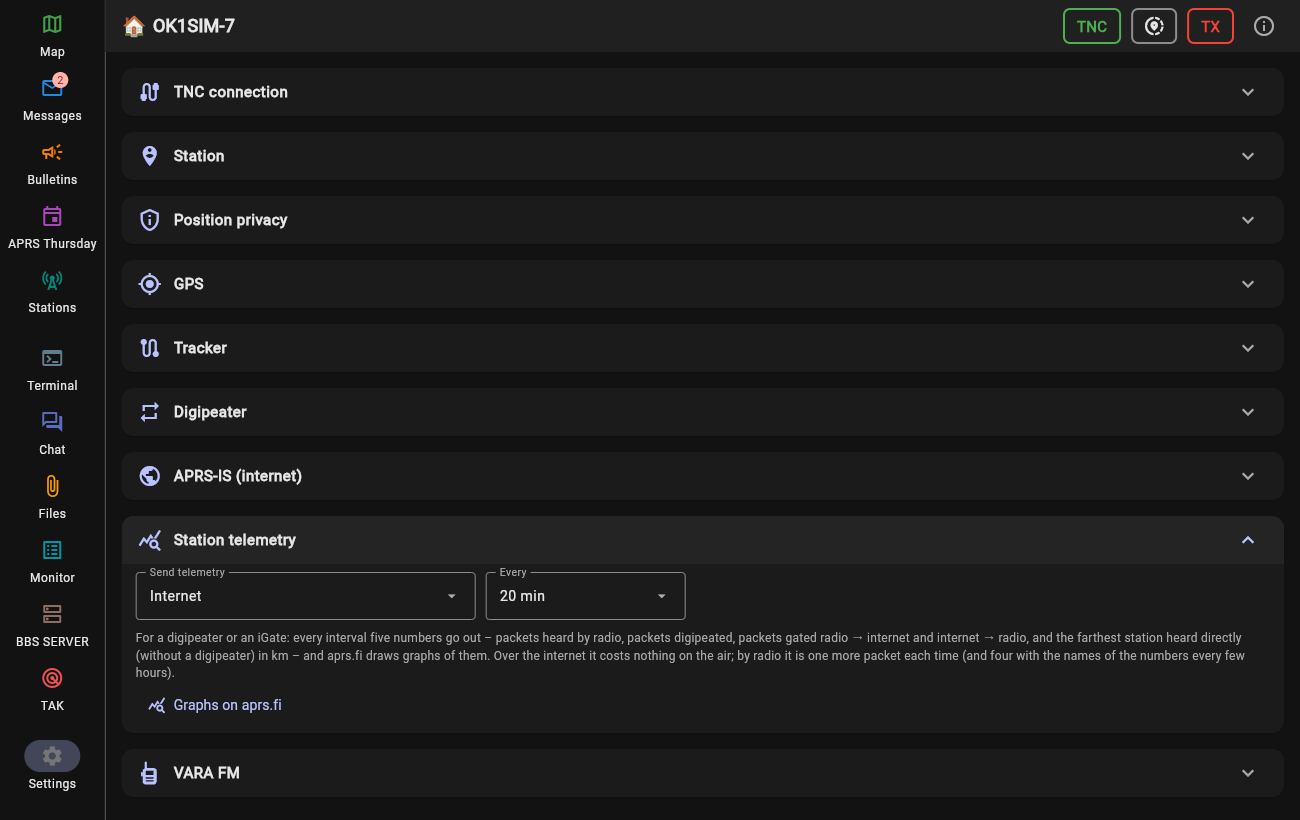 OK1SIM-7
TNC
TX
Map
2
Messages
Bulletins
APRS Thursday
Stations
Terminal
Chat
Files
Monitor
BBS SERVER
TAK
Settings
TNC connection
Station
Position privacy
GPS
Tracker
Digipeater
APRS-IS (internet)
Station telemetry
Send telemetry
Internet
Every
20 min
For a digipeater or an iGate: every interval five numbers go out – packets heard by radio, packets digipeated, packets gated radio → internet and internet → radio, and the farthest station heard directly
(without a digipeater) in km – and aprs.fi draws graphs of them. Over the internet it costs nothing on the air; by radio it is one more packet each time (and four with the names of the numbers every few
hours).
Graphs on aprs.fi
VARA FM